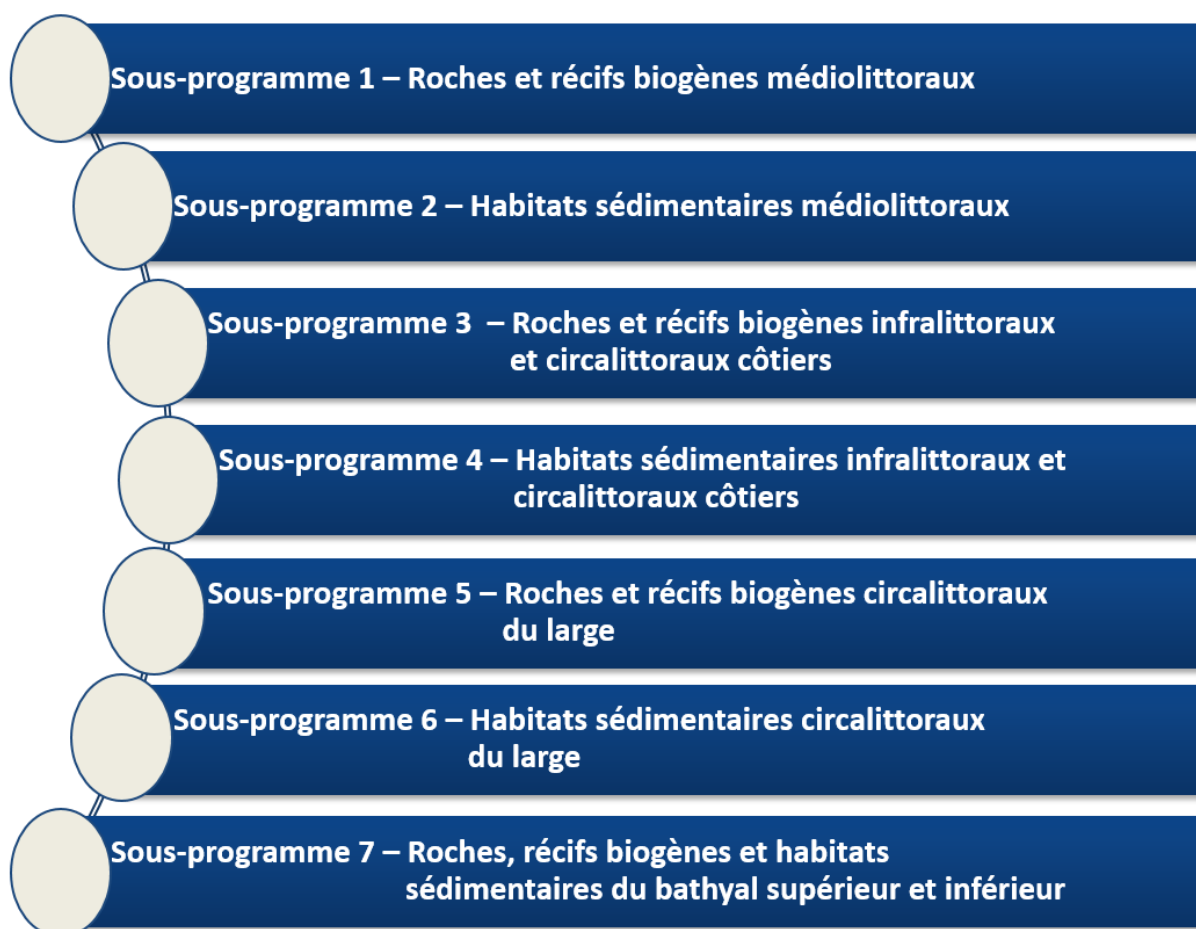 Sous-programme 1 – Roches et récifs biogènes médiolittoraux
Sous-programme 2 – Habitats sédimentaires médiolittoraux
Sous-programme 3 – Roches et récifs biogènes infralittoraux
et circalittoraux côtiers
Sous-programme 4 – Habitats sédimentaires infralittoraux et
circalittoraux côtiers
Sous-programme 5 – Roches et récifs biogènes circalittoraux
du large
Sous-programme 6 – Habitats sédimentaires circalittoraux
du large
Sous-programme 7 – Roches, récifs biogènes et habitats
sédimentaires du bathyal supérieur et inférieur